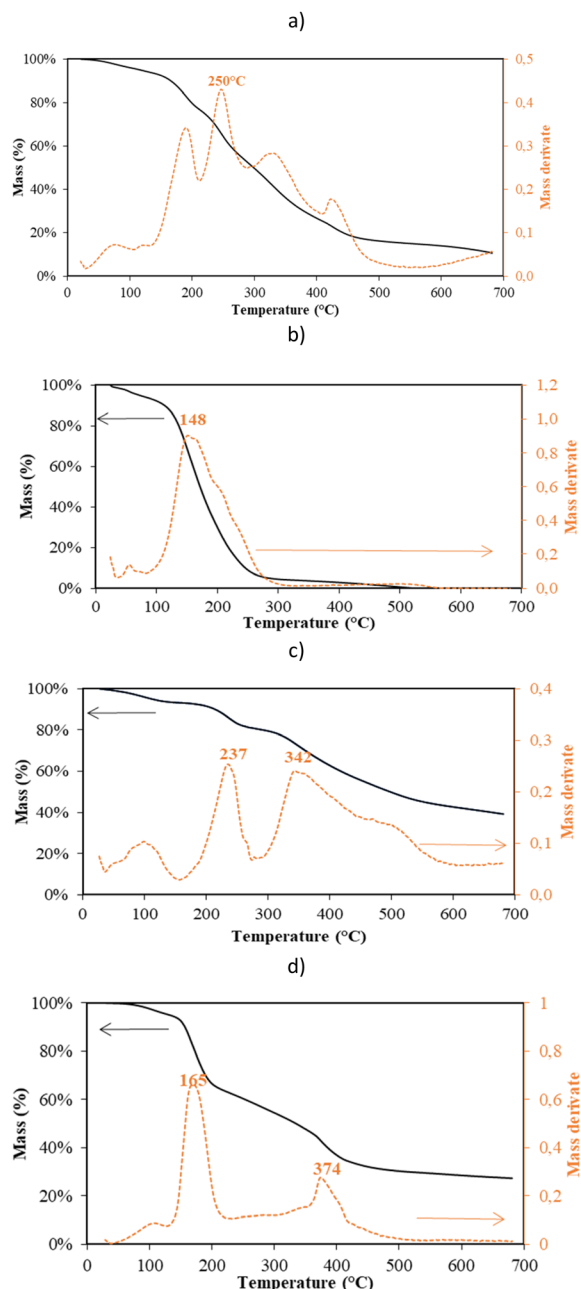 a)
100%
80%
60%
40%
20%
0%
Mass (%)
250°C
0,5
0,4
0,3
0,2
0,1
0,0
Mass derivate
0 100 200 300 400 500 600 700
Temperature (°C)
b)
100%
80%
60%
40%
20%
0%
Mass (%)
148
1,2
1,0
0,8
0,6
0,4
0,2
0,0
Mass derivate
0 100 200 300 400 500 600 700
Temperature (°C)
c)
100%
80%
60%
40%
20%
0%
Mass (%)
237 342
0,4
0,3
0,2
0,1
0,0
Mass derivate
0 100 200 300 400 500 600 700
Temperature (°C)
d)
100%
80%
60%
40%
20%
0%
Mass (%)
165
374
1
0,8
0,6
0,4
0,2
0
Mass derivate
0 100 200 300 400 500 600 700
Temperature (°C)